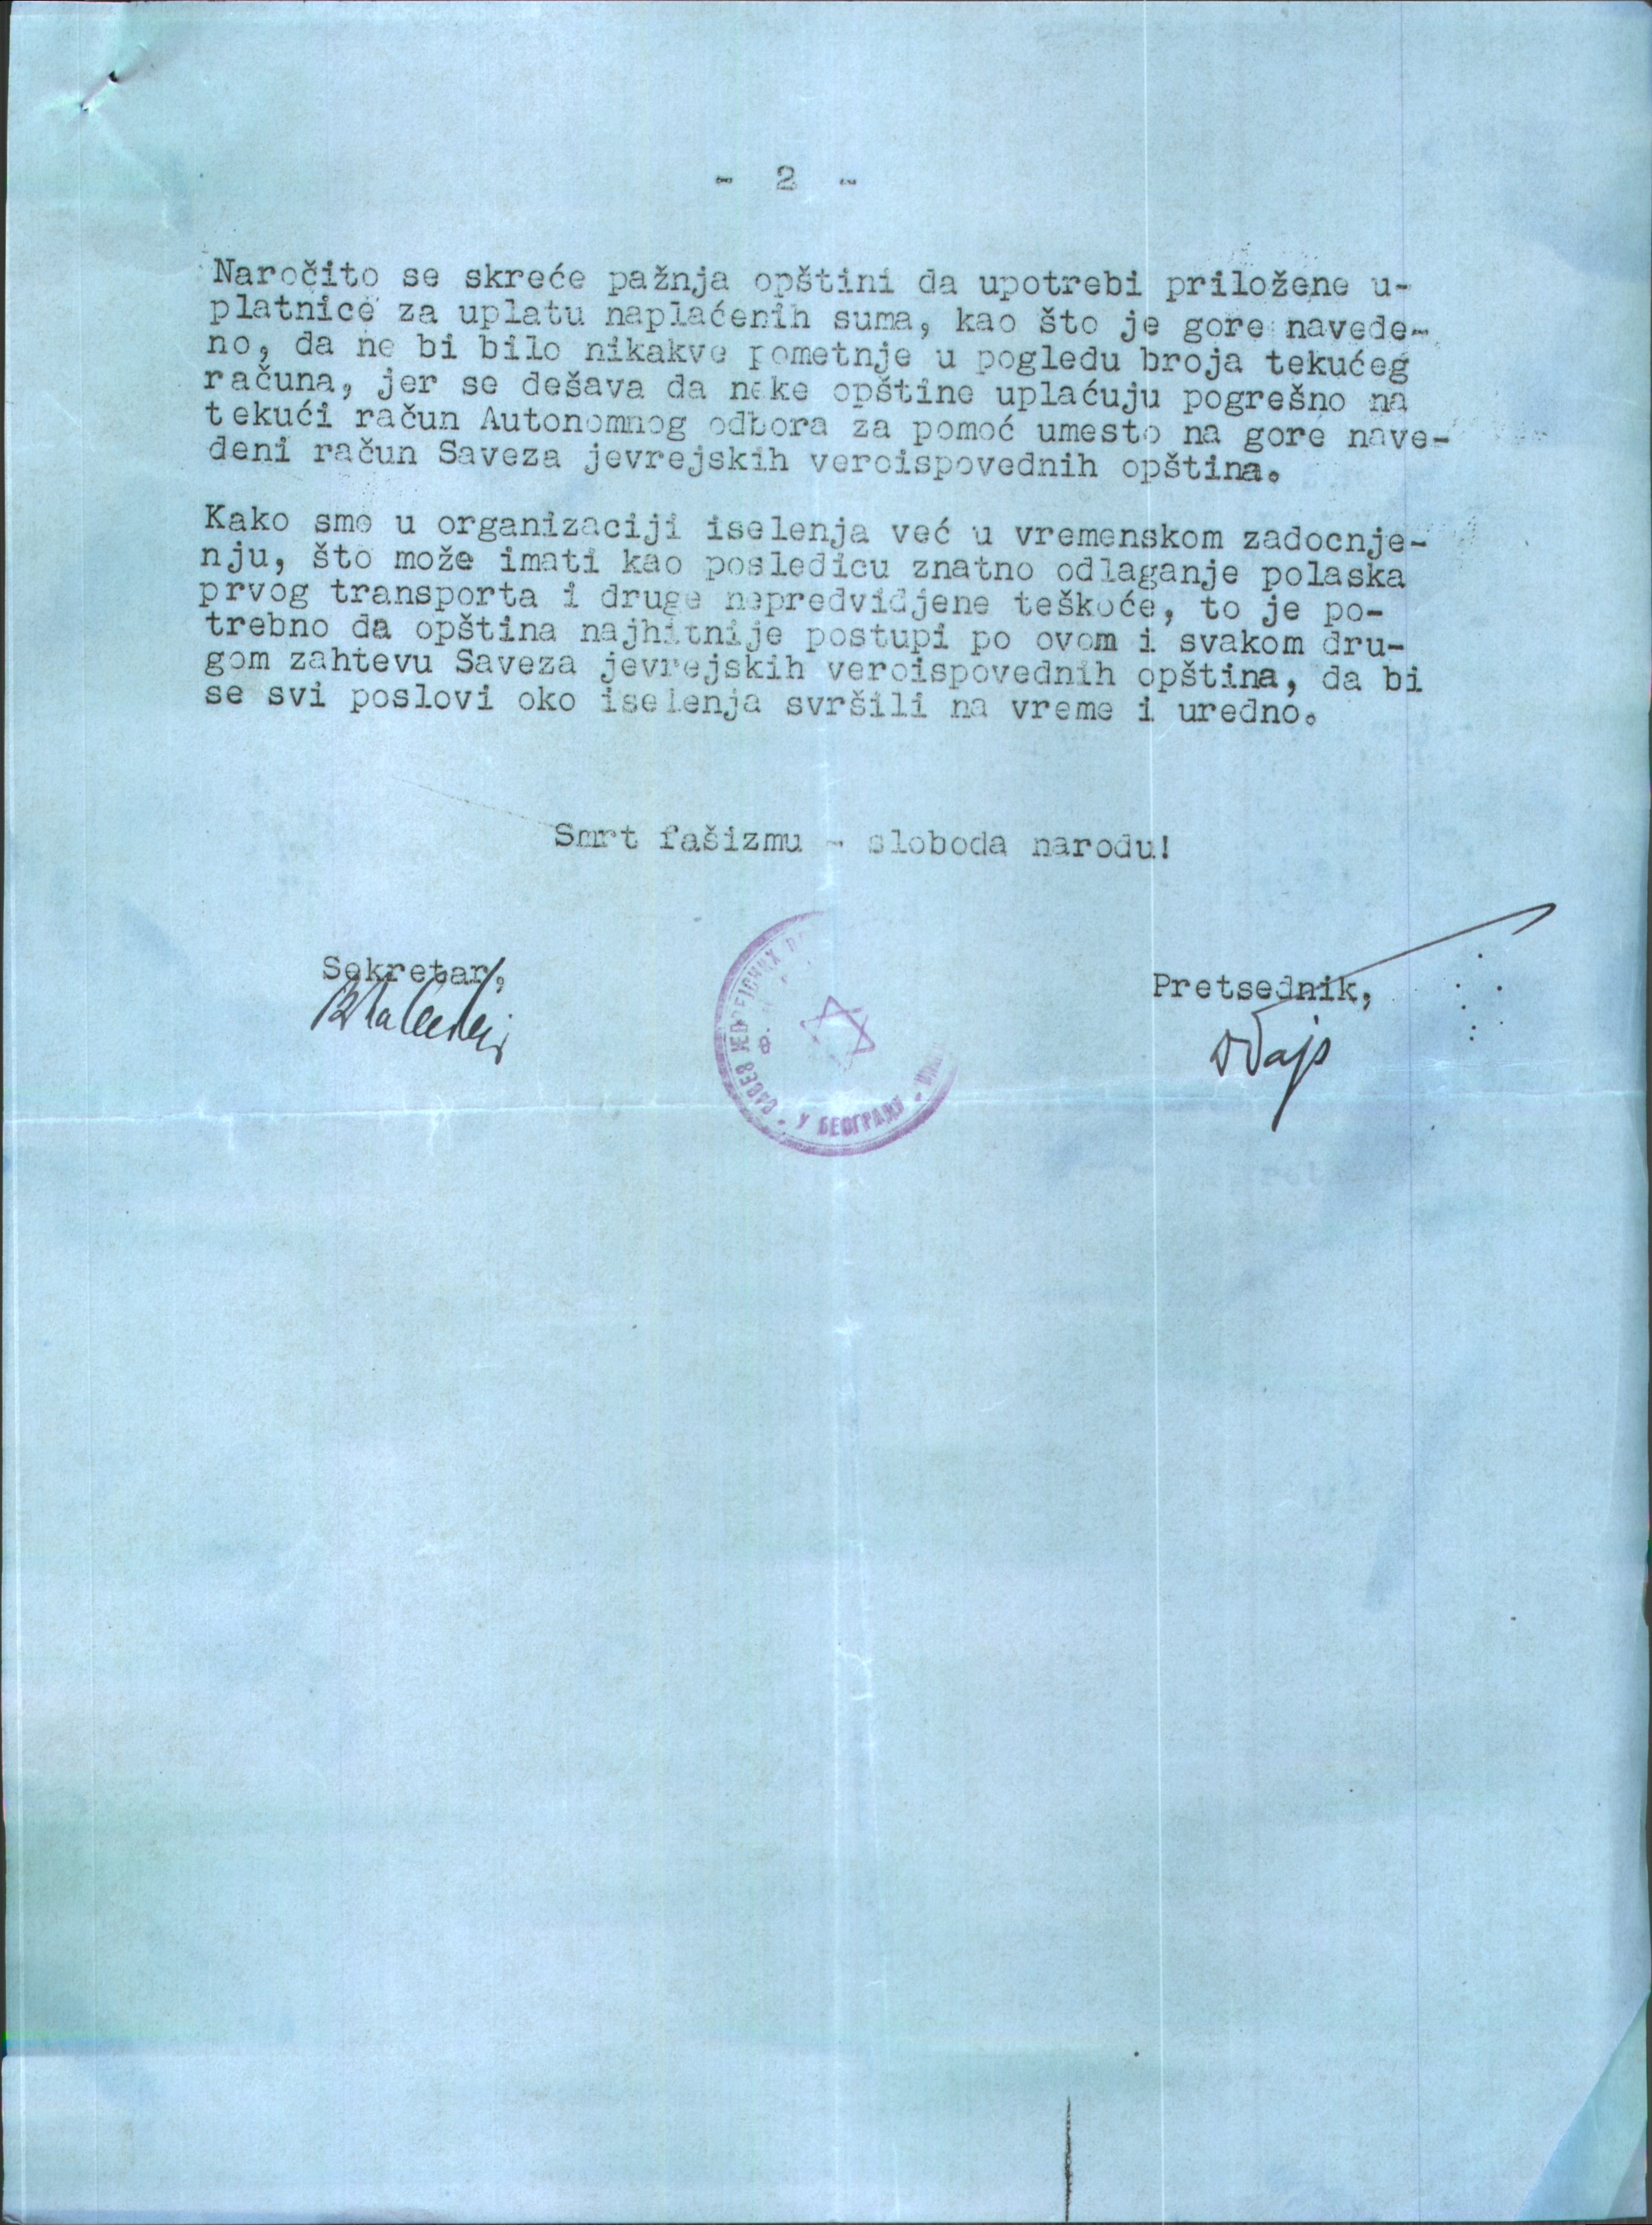 - 2 -
Naročito se skreće pažnja opštini da upotrebi priložene u-
platnice za uplatu naplaćenih suma, kao što je gore navede-
no, da ne bi bilo nikakve pometnje u pogledu broja tekućeg
računa, jer se dešava da neke opštine uplaćuju pogrešno na
tekući račun Autonomnog odbora za pomoć umesto na gore nave-
deni račun Saveza jevrejskih veroispovednih opština.
Kako smo u organizaciji iselenja već u vremenskom zadocnje-
nju, što može imati kao posledicu znatno odlaganje polaska
prvog transporta i druge nepredvidjene teškoće, to je po-
trebno da opština najhitnije postupi po ovom i svakom dru-
gom zahtevu Saveza jevrejskih veroispovednih opština, da bi
se svi poslovi oko iselenja svršili na vreme i uredno.
Smrt fašizmu - sloboda narodu!
Sekretar,
Pretsednik,
САВЕЗ ЈЕВРЕЈСКИХ
У БЕОГРАДУ